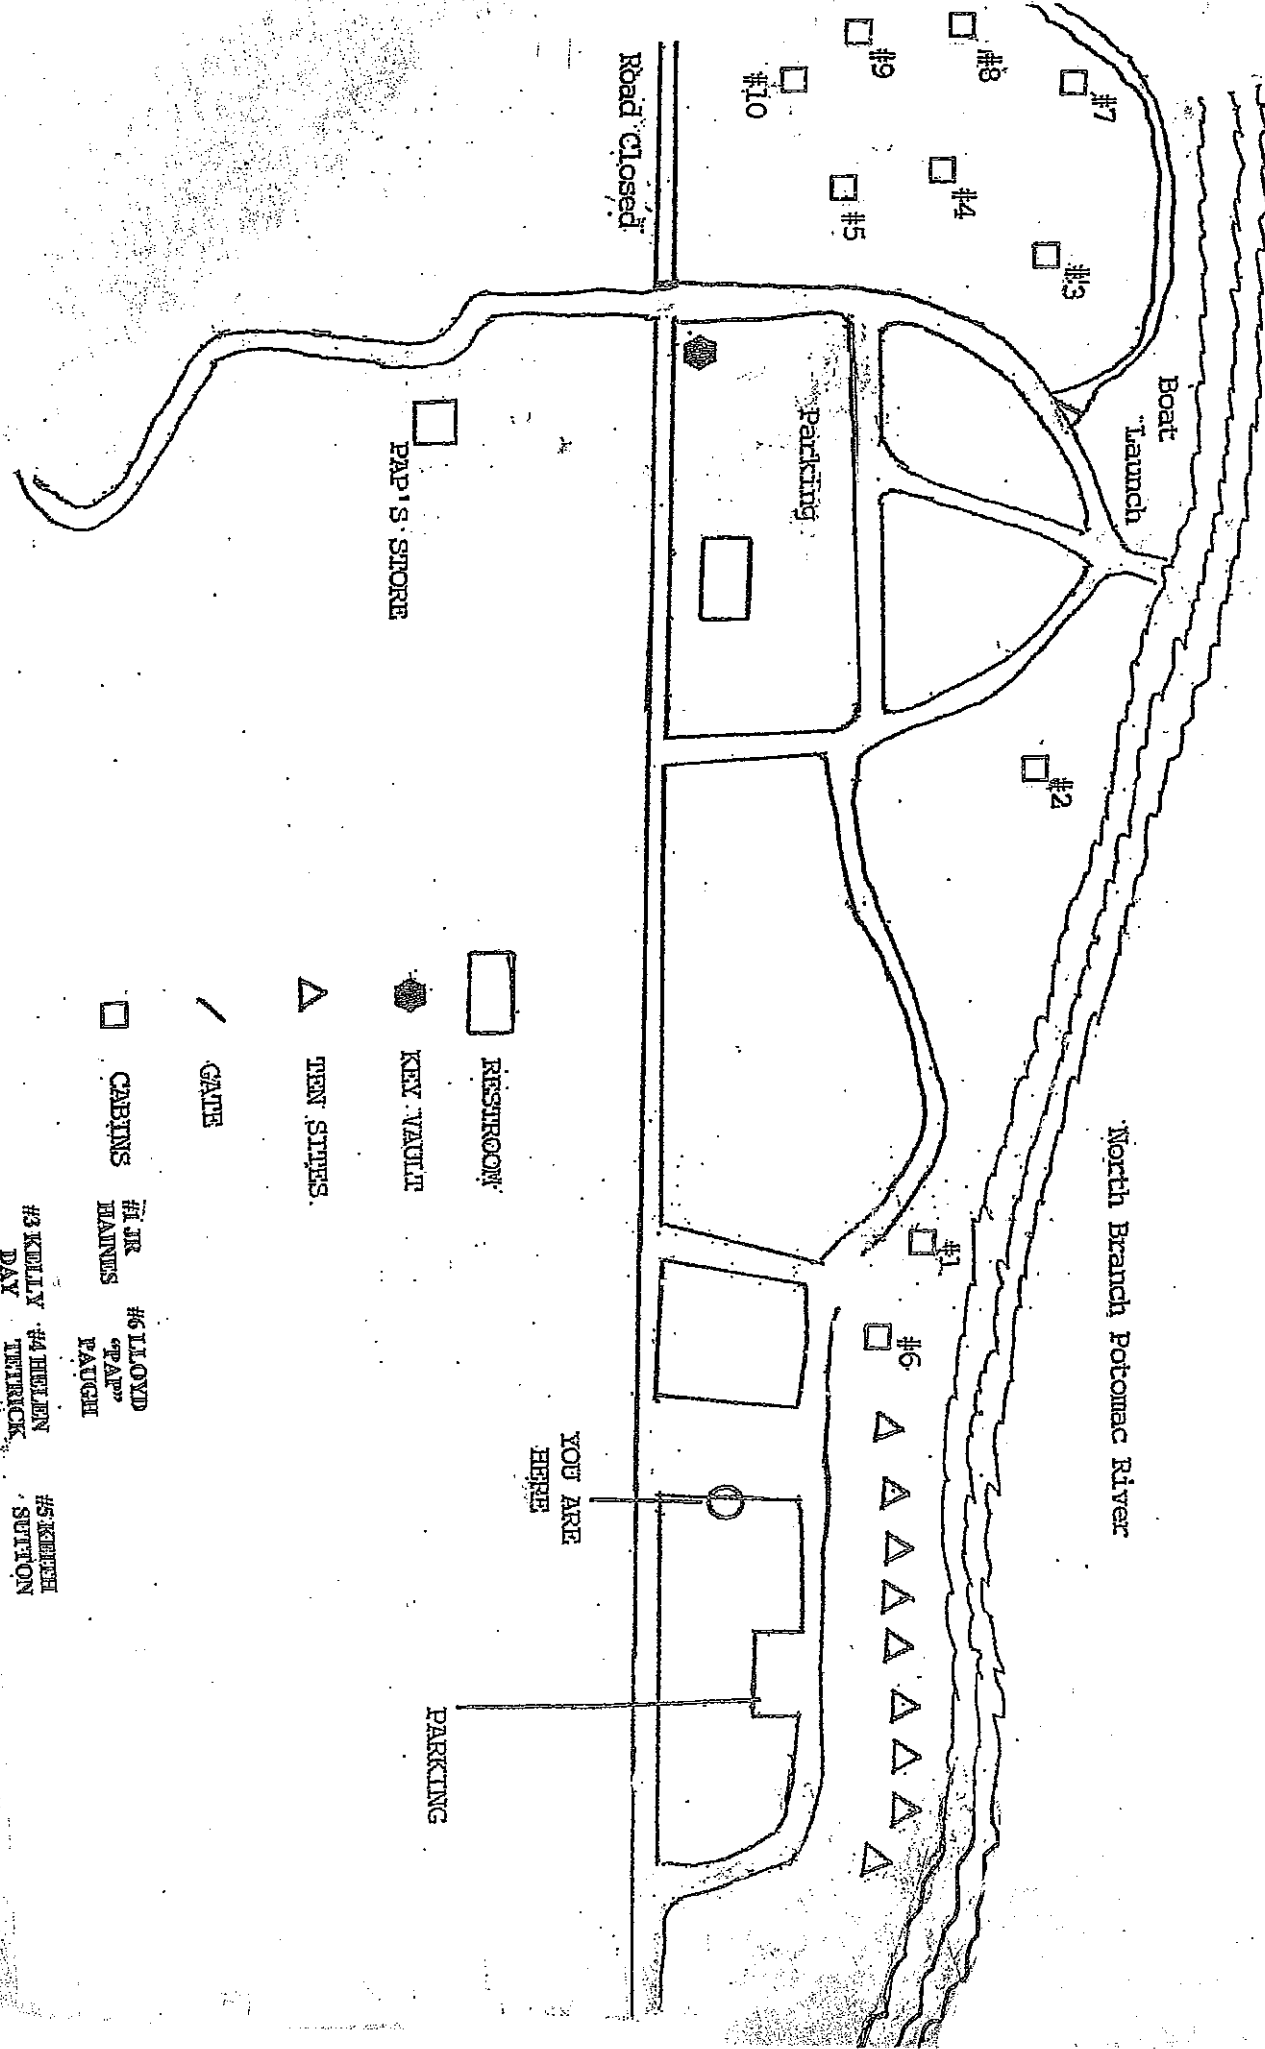 North Branch Potomac River
Boat
Launch
#7
#8
#9
#10
#3
#4
#5
#2
#1
#6
Parking
Road Closed
PAP'S STORE
YOU ARE
HERE
PARKING
RESTROOM
KEY VAULT
TEN SITES
GATE
CABINS
#1 JR
HAINES
#6 LLOYD
"PAP"
PAUGH
#3 KELLY
DAY
#4 HELEN
TETRICK
#5 KEITH
SUTTON